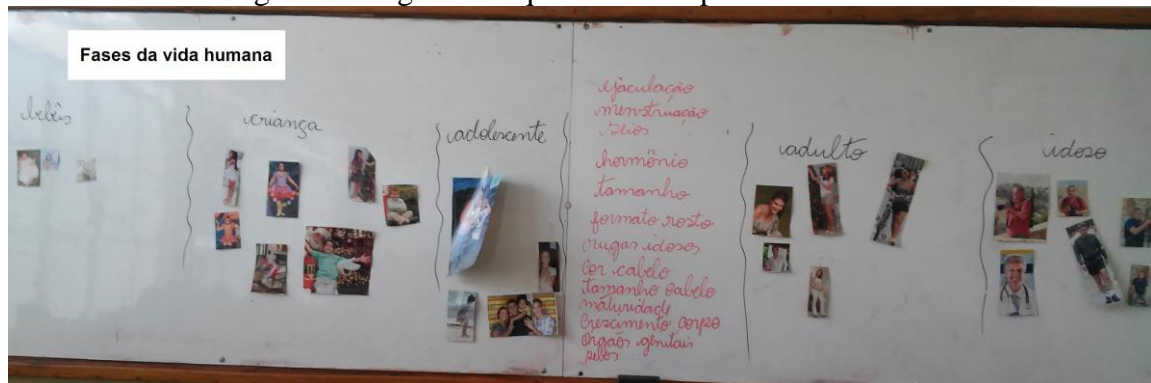 Fases da vida humana
bebês
criança
adolescente
ejaculação
menstruação
seios
hormônio
tamanho
formato rosto
rugas idosos
cor cabelo
tamanho cabelo
maturidade
crescimento corpo
órgãos genitais
pelos
adulto
idoso